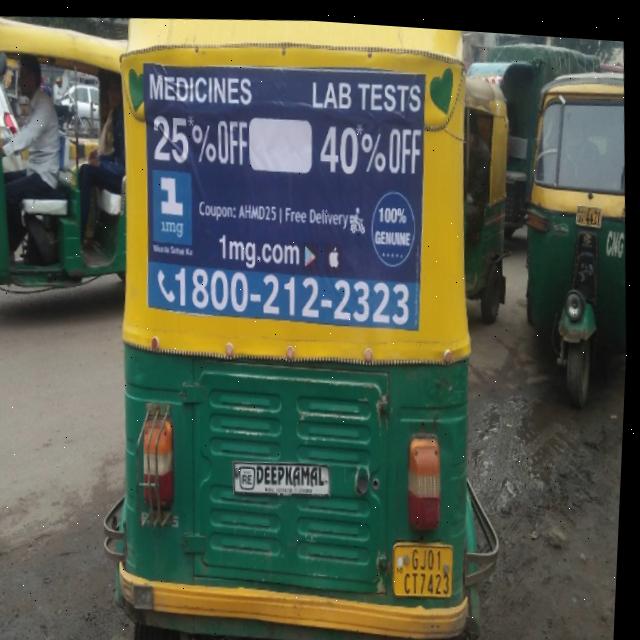 MEDICINES LAB TESTS
25*%OFF 40*%OFF
1mg
Coupon: AHMD25 | Free Delivery
100% GENUINE
1mg.com
1800-212-2323
RE DEEPKAMAL
GJ01
CT7423
CNG